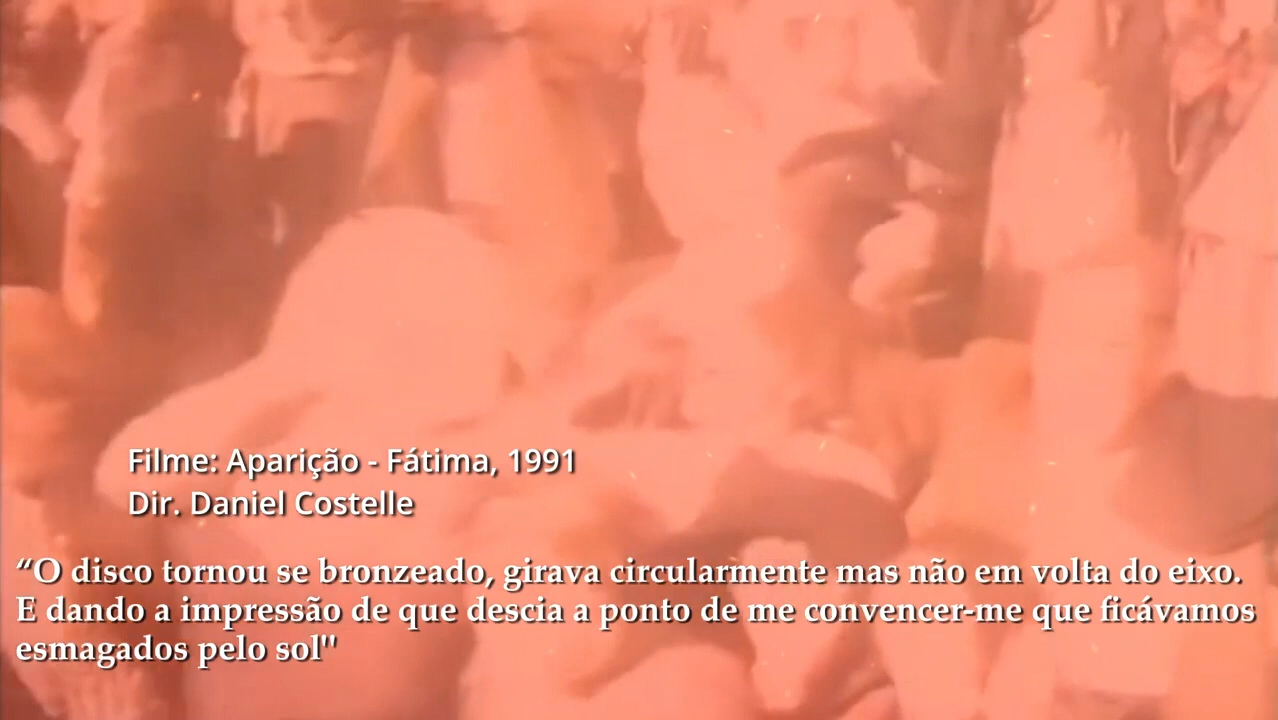 Filme: Aparição - Fátima, 1991
Dir. Daniel Costelle
“O disco tornou se bronzeado, girava circularmente mas não em volta do eixo.
E dando a impressão de que descia a ponto de me convencer-me que ficávamos
esmagados pelo sol"